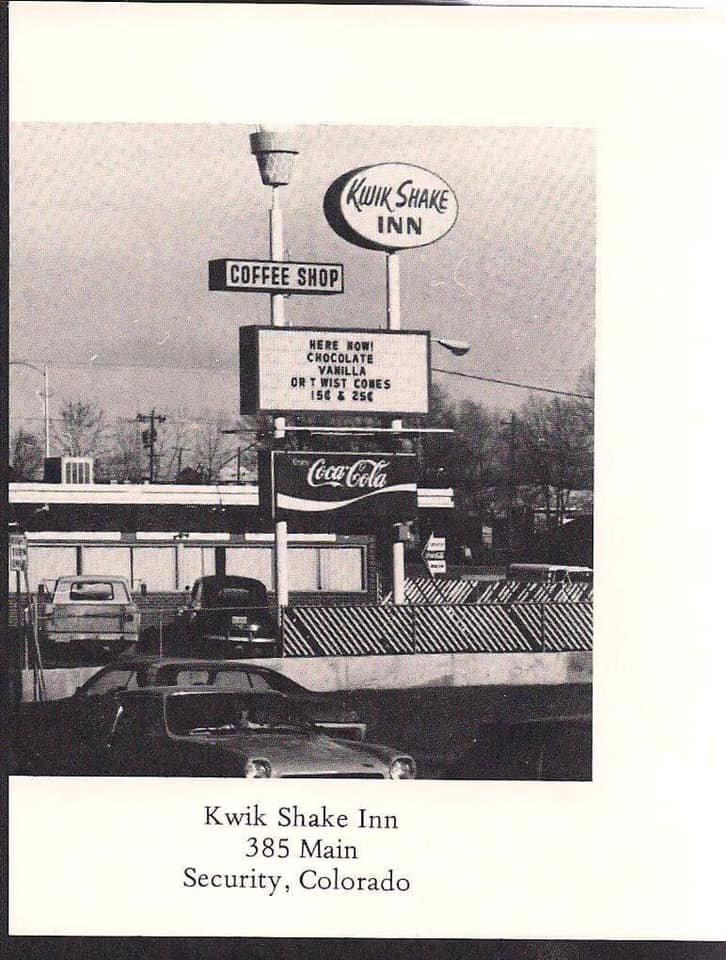 KWIK SHAKE
INN
COFFEE SHOP
HERE NOW!
CHOCOLATE
VANILLA
OR T WIST CONES
15¢ & 25¢
Enjoy
Coca-Cola
Kwik Shake Inn
385 Main
Security, Colorado